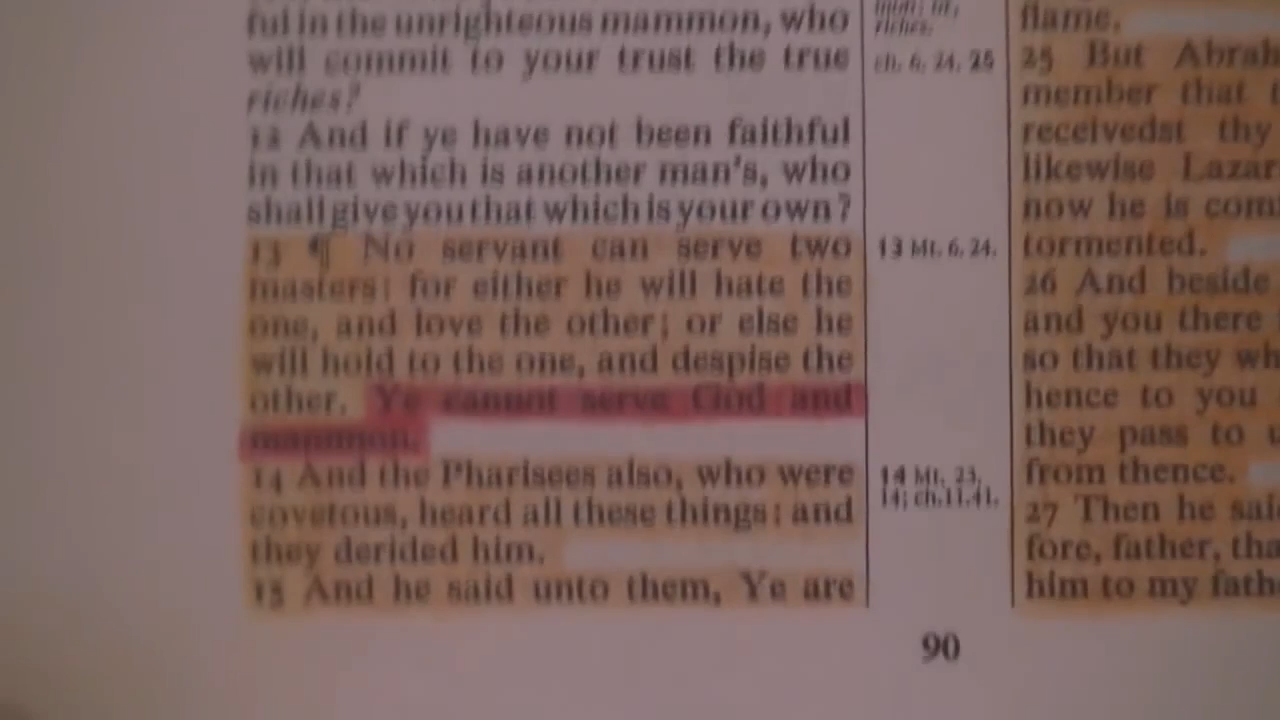 ful in the unrighteous mammon, who
will commit to your trust the true
riches?
12 And if ye have not been faithful
in that which is another man's, who
shall give you that which is your own?
13 ¶ No servant can serve two
masters: for either he will hate the
one, and love the other; or else he
will hold to the one, and despise the
other. Ye cannot serve God and
mammon.
14 And the Pharisees also, who were
covetous, heard all these things: and
they derided him.
15 And he said unto them, Ye are
riches.
ch. 6. 24, 25
13 Mt. 6. 24.
14 Mt. 23.
14; ch.11.41.
flame.
25 But Abrah
member that t
receivedst thy
likewise Lazar
now he is com
tormented.
26 And beside
and you there
so that they wh
hence to you
they pass to u
from thence.
27 Then he said
fore, father, tha
him to my fath
90